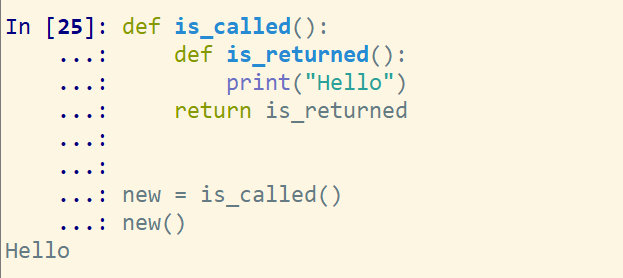 In [25]: def is_called():
    ...:     def is_returned():
    ...:         print("Hello")
    ...:     return is_returned
    ...:
    ...:
    ...: new = is_called()
    ...: new()
Hello